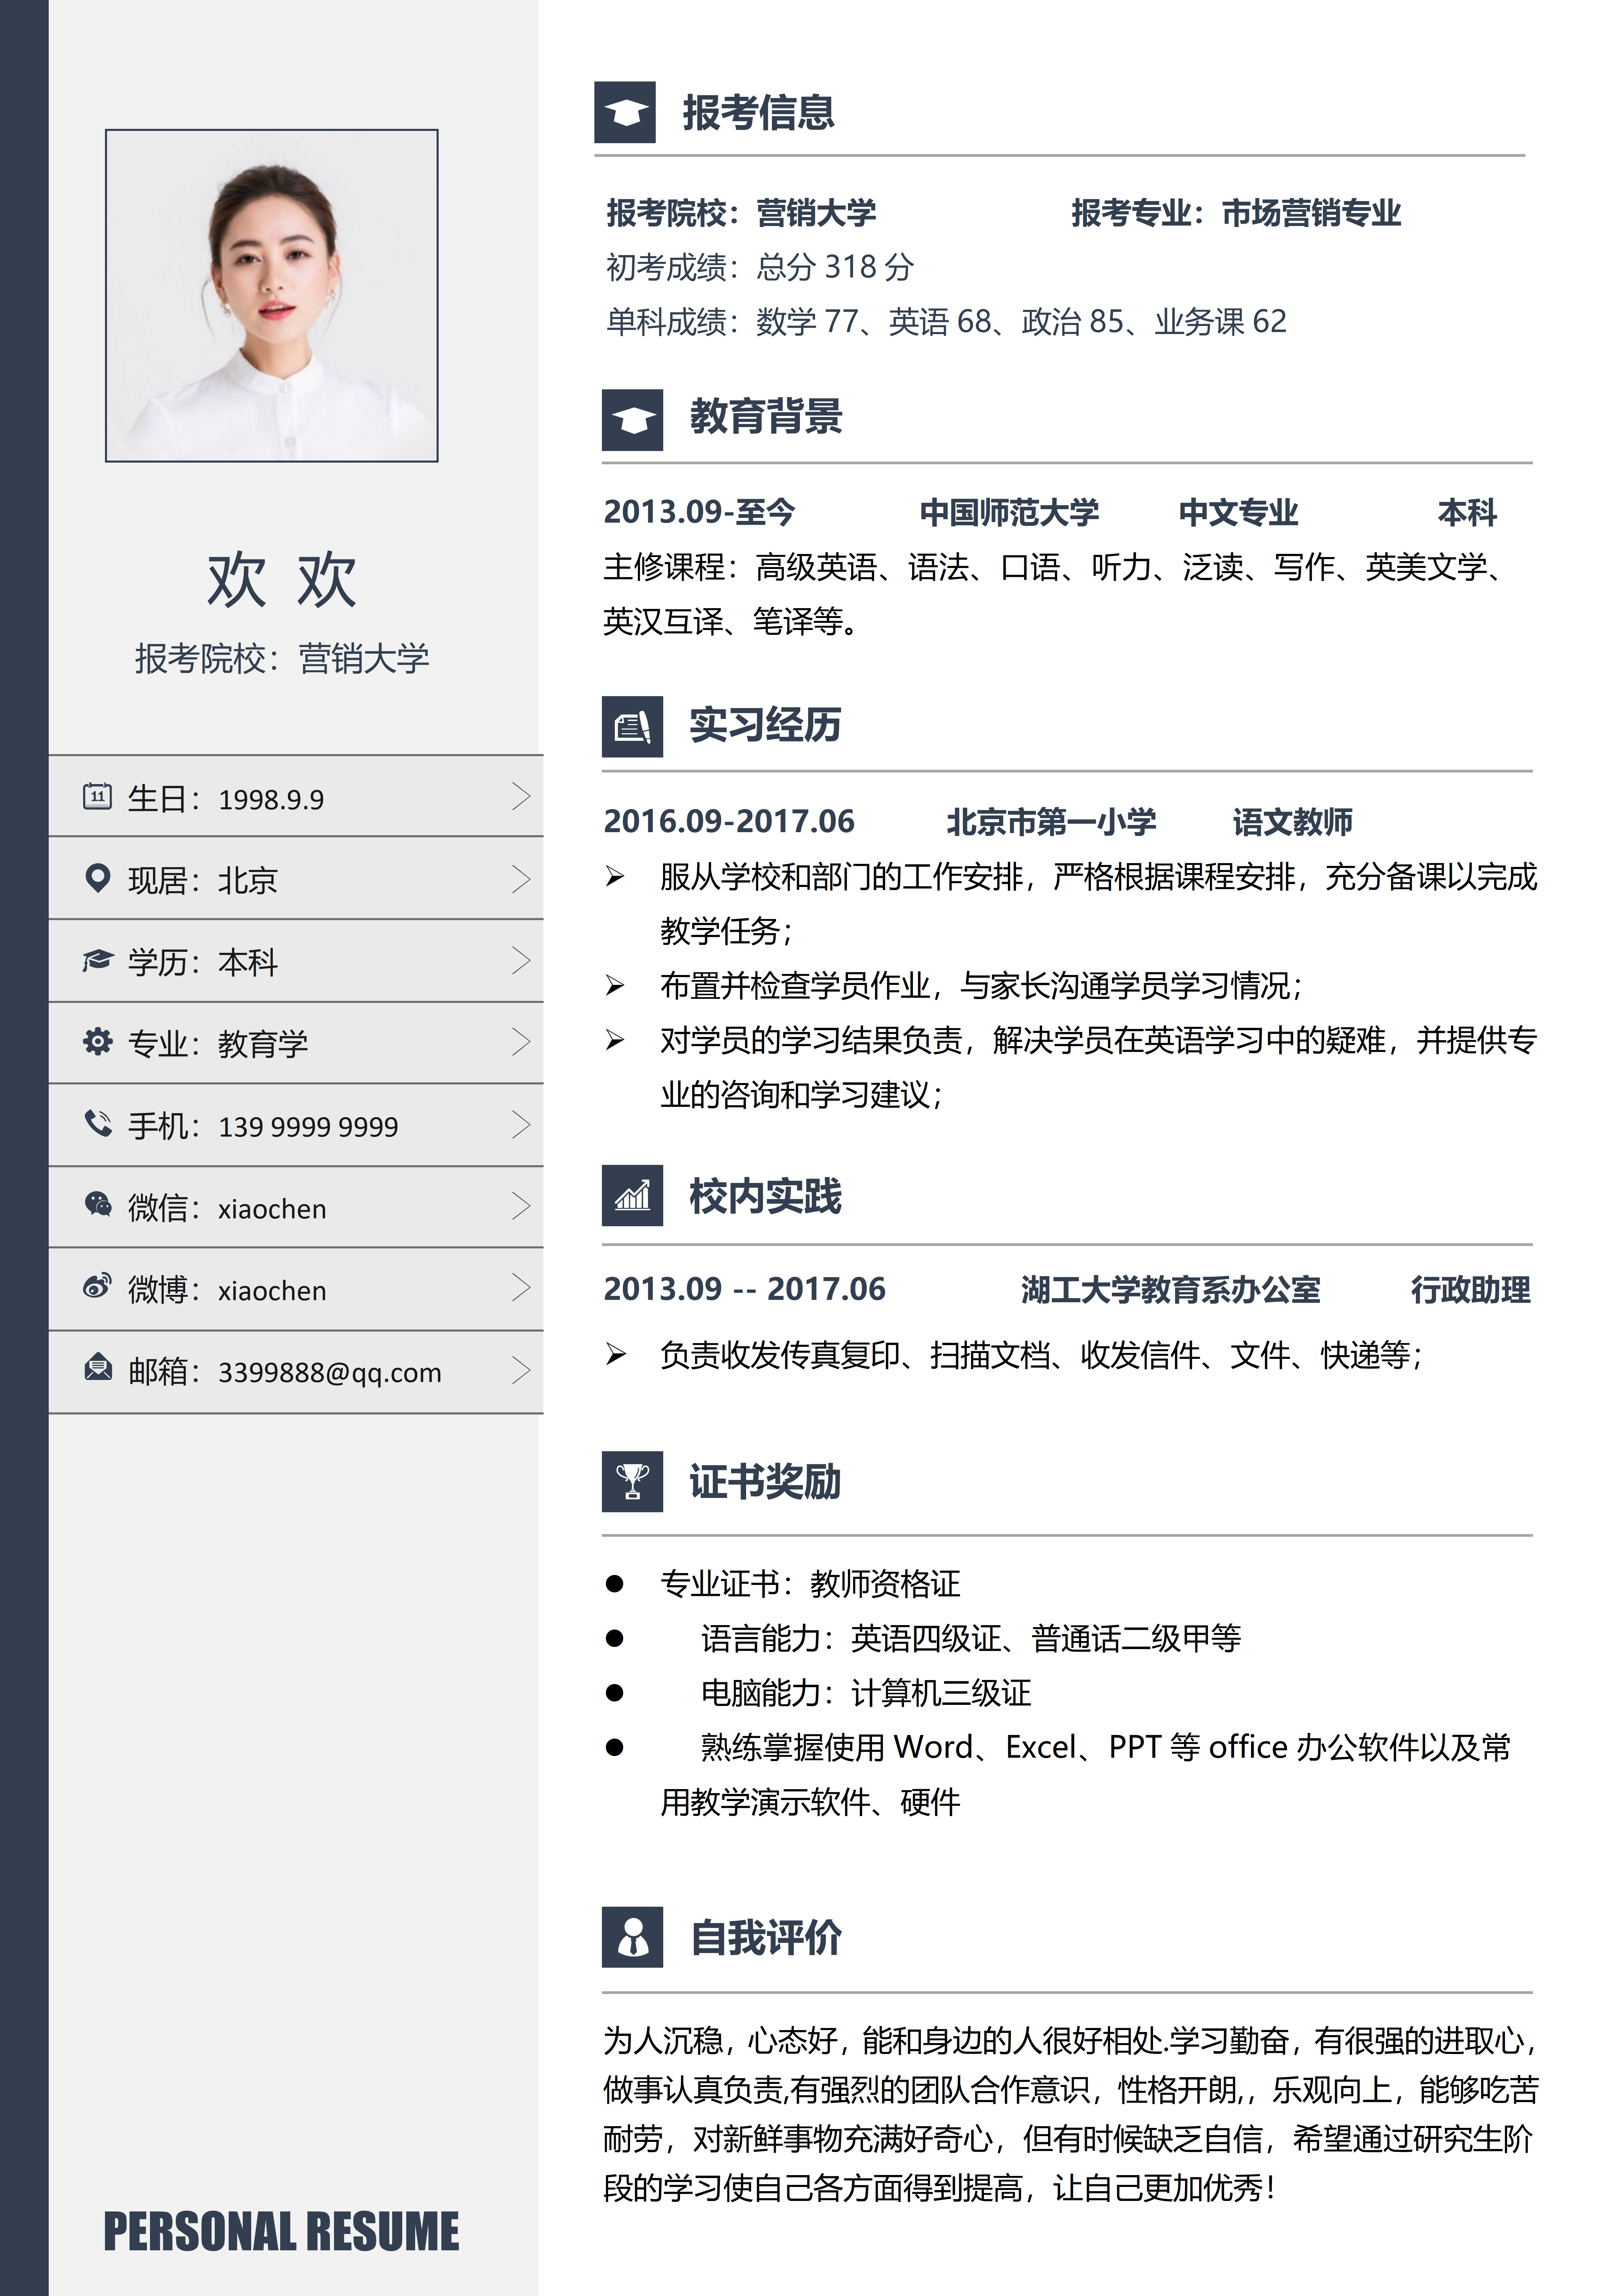 欢 欢
报考院校：营销大学
11
生日：1998.9.9
现居：北京
学历：本科
专业：教育学
手机：139 9999 9999
微信：xiaochen
微博：xiaochen
邮箱：3399888@qq.com
PERSONAL RESUME
报考信息
报考院校：营销大学 报考专业：市场营销专业
初考成绩：总分 318 分
单科成绩：数学 77、英语 68、政治 85、业务课 62
教育背景
2013.09-至今 中国师范大学 中文专业 本科
主修课程：高级英语、语法、口语、听力、泛读、写作、英美文学、
英汉互译、笔译等。
实习经历
2016.09-2017.06 北京市第一小学 语文教师
➢ 服从学校和部门的工作安排，严格根据课程安排，充分备课以完成
教学任务；
➢ 布置并检查学员作业，与家长沟通学员学习情况；
➢ 对学员的学习结果负责，解决学员在英语学习中的疑难，并提供专
业的咨询和学习建议；
校内实践
2013.09 -- 2017.06 湖工大学教育系办公室 行政助理
➢ 负责收发传真复印、扫描文档、收发信件、文件、快递等；
证书奖励
● 专业证书：教师资格证
● 语言能力：英语四级证、普通话二级甲等
● 电脑能力：计算机三级证
● 熟练掌握使用 Word、Excel、PPT 等 office 办公软件以及常
用教学演示软件、硬件
自我评价
为人沉稳，心态好，能和身边的人很好相处.学习勤奋，有很强的进取心，
做事认真负责,有强烈的团队合作意识，性格开朗,，乐观向上，能够吃苦
耐劳，对新鲜事物充满好奇心，但有时候缺乏自信，希望通过研究生阶
段的学习使自己各方面得到提高，让自己更加优秀！